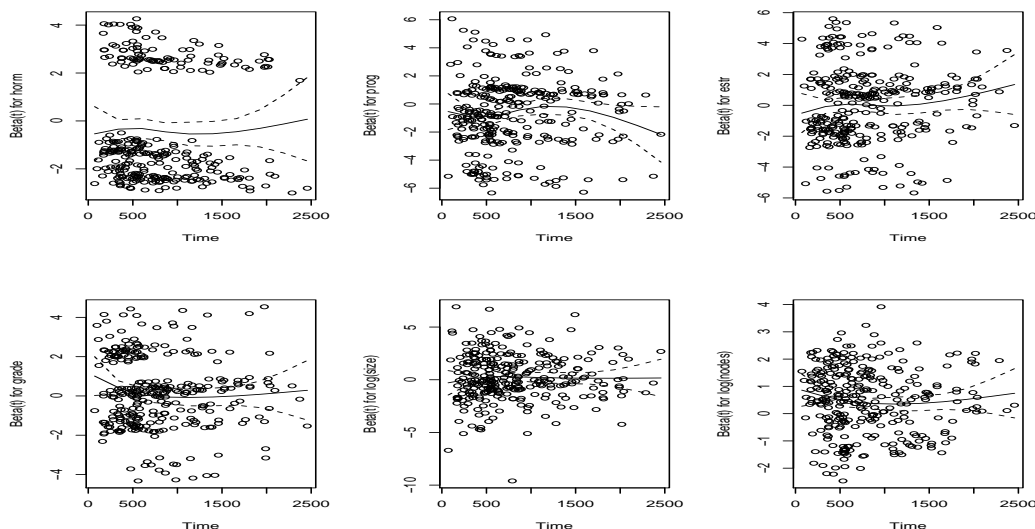 Beta(t) for horm
4
2
0
-2
0 500 1500 2500
Time
Beta(t) for prog
6
4
2
0
-2
-4
-6
0 500 1500 2500
Time
Beta(t) for estr
6
4
2
0
-2
-4
-6
0 500 1500 2500
Time
Beta(t) for grade
4
2
0
-2
-4
0 500 1500 2500
Time
Beta(t) for log(size)
5
0
-5
-10
0 500 1500 2500
Time
Beta(t) for log(nodes)
4
3
2
1
0
-1
-2
0 500 1500 2500
Time